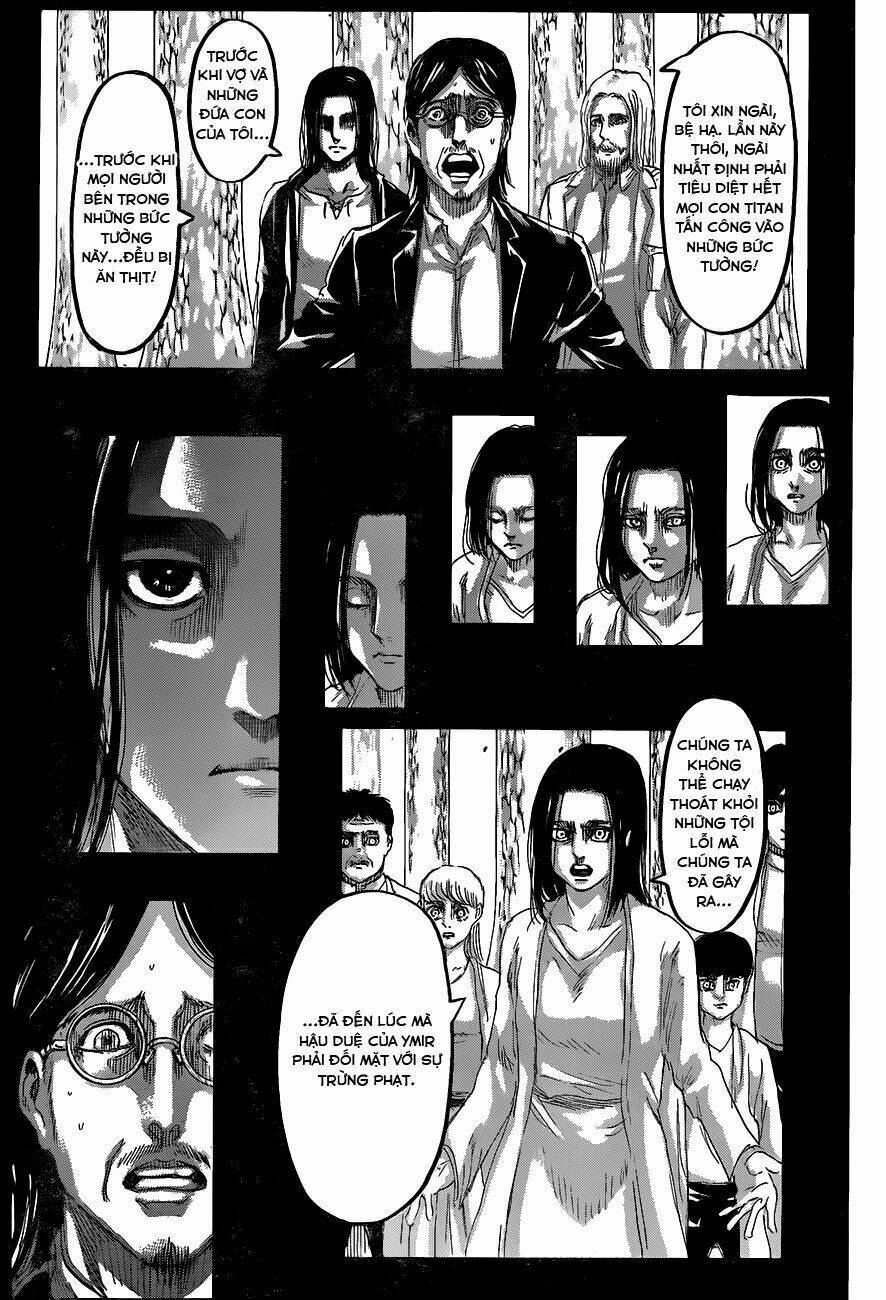 TÔI XIN NGÀI,
BỆ HẠ. LẦN NÀY
THÔI, NGÀI
NHẤT ĐỊNH PHẢI
TIÊU DIỆT HẾT
MỌI CON TITAN
TẤN CÔNG VÀO
NHỮNG BỨC
TƯỜNG!
TRƯỚC
KHI VỢ VÀ
NHỮNG
ĐỨA CON
CỦA TÔI...
...TRƯỚC KHI
MỌI NGƯỜI
BÊN TRONG
NHỮNG BỨC
TƯỜNG
NÀY...ĐỀU BỊ
ĂN THỊT!
CHÚNG TA
KHÔNG
THỂ CHẠY
THOÁT KHỎI
NHỮNG TỘI
LỖI MÀ
CHÚNG TA
ĐÃ GÂY
RA...
...ĐÃ ĐẾN LÚC MÀ
HẬU DUỆ CỦA YMIR
PHẢI ĐỐI MẶT VỚI SỰ
TRỪNG PHẠT.